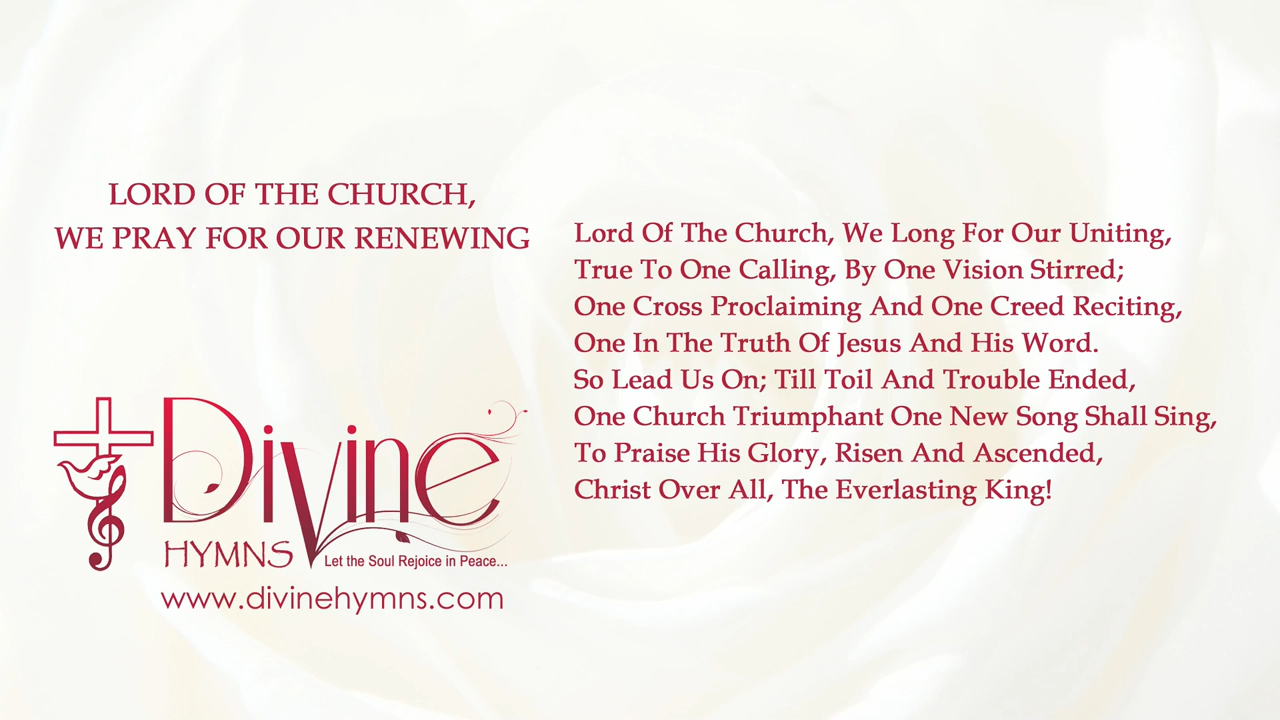 LORD OF THE CHURCH,
WE PRAY FOR OUR RENEWING
Lord Of The Church, We Long For Our Uniting,
True To One Calling, By One Vision Stirred;
One Cross Proclaiming And One Creed Reciting,
One In The Truth Of Jesus And His Word.
So Lead Us On; Till Toil And Trouble Ended,
One Church Triumphant One New Song Shall Sing,
To Praise His Glory, Risen And Ascended,
Christ Over All, The Everlasting King!
Divine
HYMNS
Let the Soul Rejoice in Peace...
www.divinehymns.com